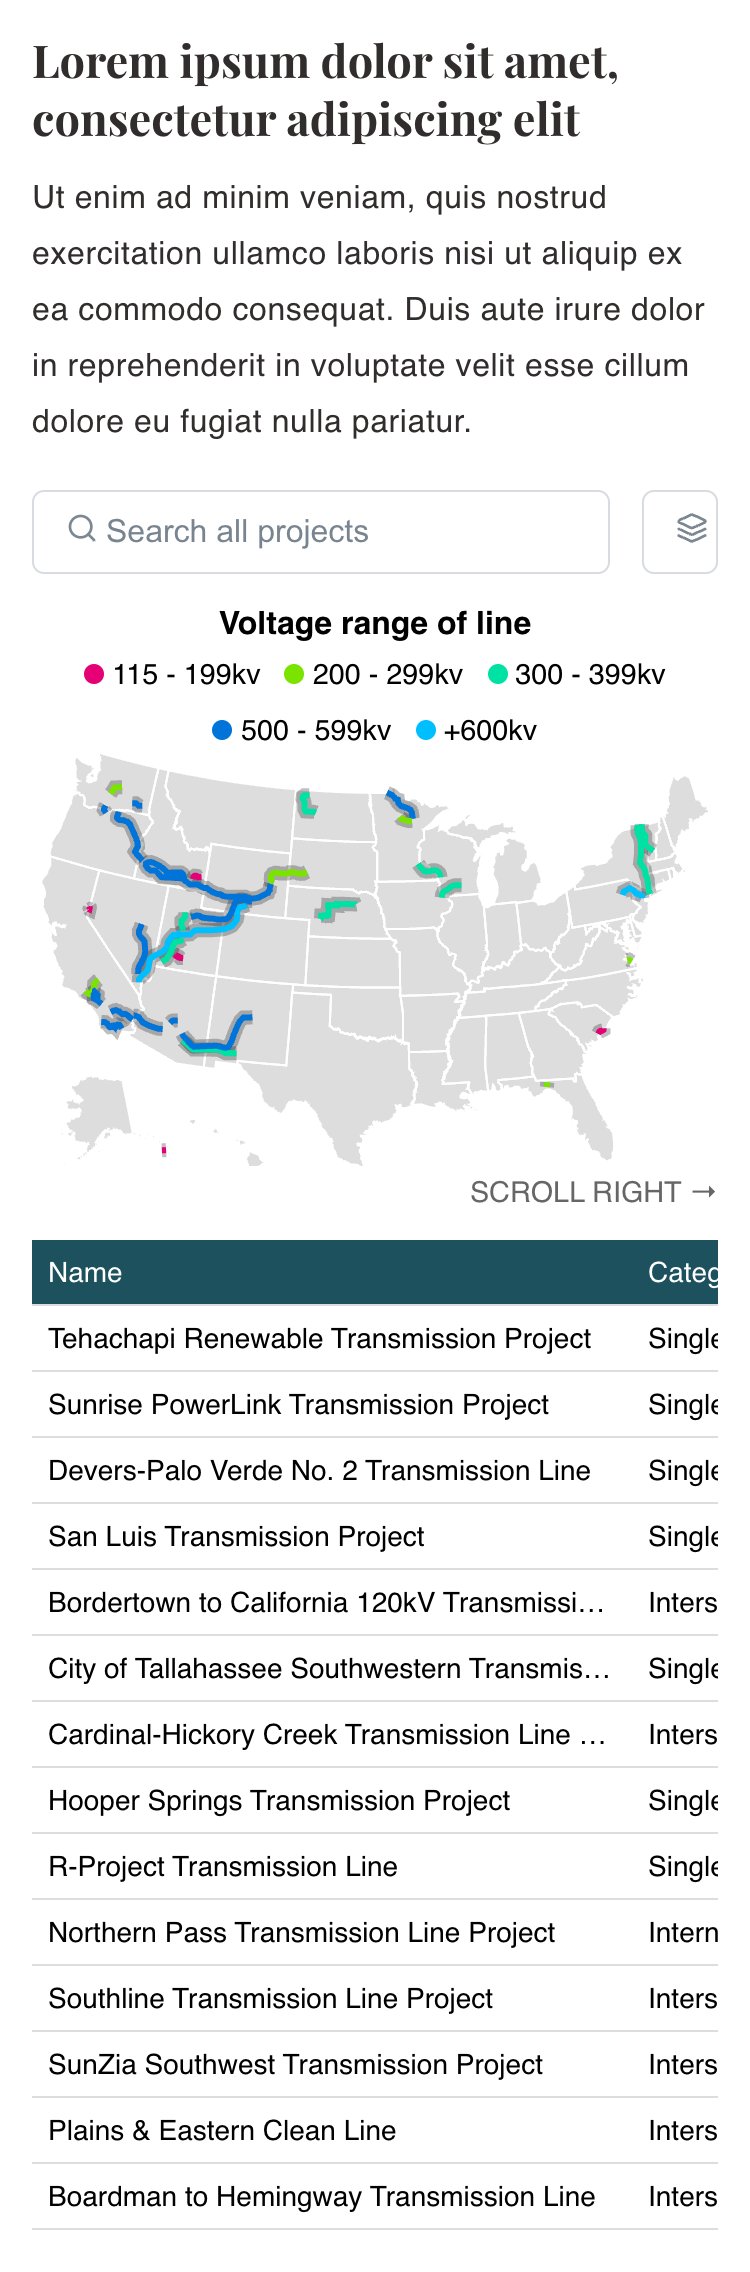 Lorem ipsum dolor sit amet,
consectetur adipiscing elit
Ut enim ad minim veniam, quis nostrud
exercitation ullamco laboris nisi ut aliquip ex
ea commodo consequat. Duis aute irure dolor
in reprehenderit in voluptate velit esse cillum
dolore eu fugiat nulla pariatur.
Search all projects
Voltage range of line
115 - 199kv 200 - 299kv 300 - 399kv
500 - 599kv +600kv
SCROLL RIGHT →
Name Categ
Tehachapi Renewable Transmission Project Single
Sunrise PowerLink Transmission Project Single
Devers-Palo Verde No. 2 Transmission Line Single
San Luis Transmission Project Single
Bordertown to California 120kV Transmissi… Inters
City of Tallahassee Southwestern Transmis… Single
Cardinal-Hickory Creek Transmission Line … Inters
Hooper Springs Transmission Project Single
R-Project Transmission Line Single
Northern Pass Transmission Line Project Intern
Southline Transmission Line Project Inters
SunZia Southwest Transmission Project Inters
Plains & Eastern Clean Line Inters
Boardman to Hemingway Transmission Line Inters